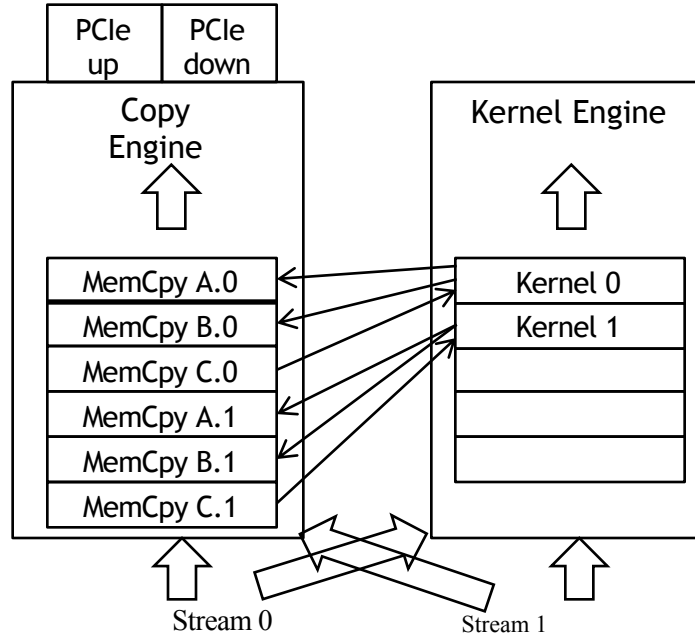 PCIe
up
PCIe
down
Copy
Engine
Kernel Engine
MemCpy A.0
MemCpy B.0
MemCpy C.0
MemCpy A.1
MemCpy B.1
MemCpy C.1
Kernel 0
Kernel 1
Stream 0
Stream 1